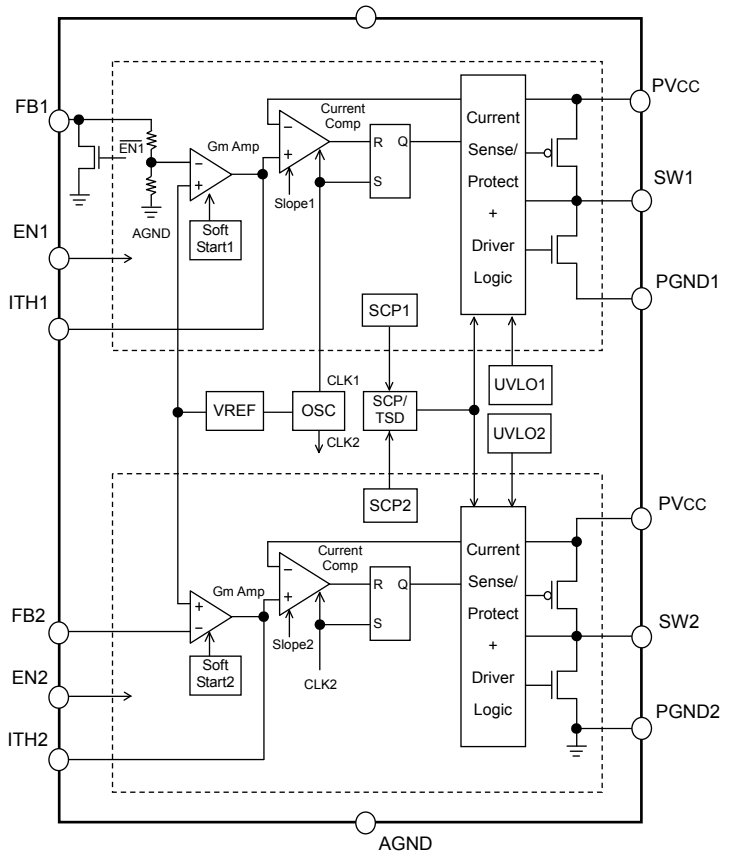 FB1
EN1
ITH1
EN1
AGND
Gm Amp
−
+
Soft
Start1
Current
Comp
−
+
Slope1
R
Q
S
Current
Sense/
Protect
+
Driver
Logic
PVCC
SW1
PGND1
SCP1
UVLO1
CLK1
VREF
OSC
SCP/
TSD
CLK2
UVLO2
SCP2
FB2
EN2
ITH2
Gm Amp
+
−
Soft
Start2
Current
Comp
−
+
Slope2
CLK2
R
Q
S
Current
Sense/
Protect
+
Driver
Logic
PVCC
SW2
PGND2
AGND